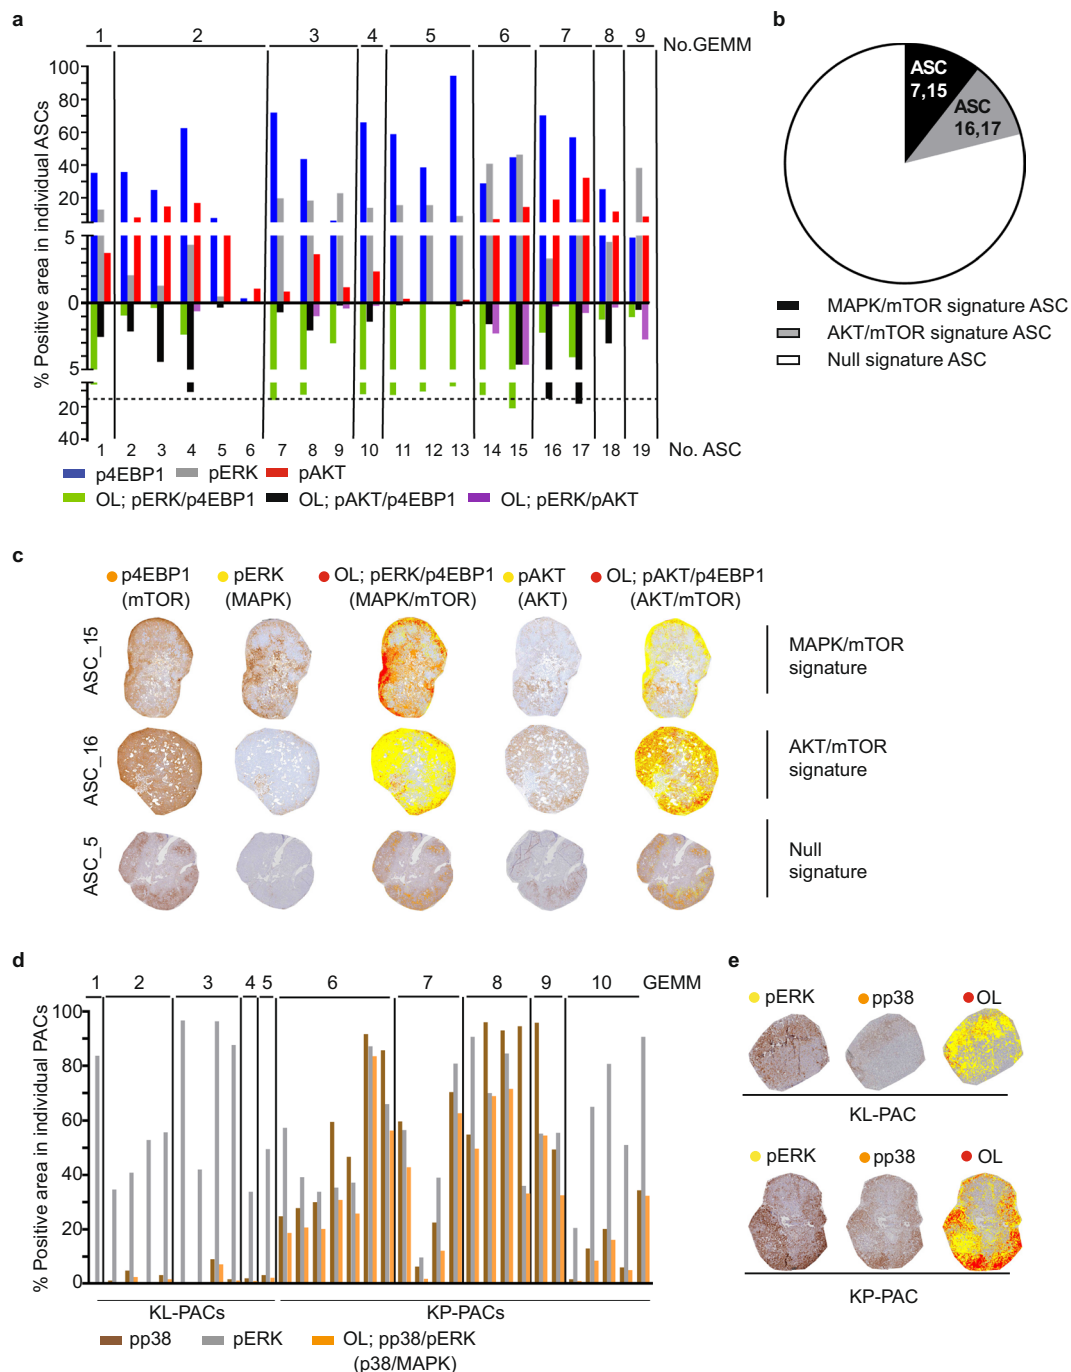 a
1 2 3 4 5 6 7 8 9 No.GEMM
% Positive area in individual ASCs
100
80
60
40
20
5
0
5
20
40
1 2 3 4 5 6 7 8 9 10 11 12 13 14 15 16 17 18 19 No. ASC
p4EBP1 pERK pAKT
OL; pERK/p4EBP1 OL; pAKT/p4EBP1 OL; pERK/pAKT
b
ASC
7,15
ASC
16,17
MAPK/mTOR signature ASC
AKT/mTOR signature ASC
Null signature ASC
c
p4EBP1 pERK OL; pERK/p4EBP1 pAKT OL; pAKT/p4EBP1
(mTOR) (MAPK) (MAPK/mTOR) (AKT) (AKT/mTOR)
ASC_15
MAPK/mTOR
signature
ASC_16
AKT/mTOR
signature
ASC_5
Null
signature
d
1 2 3 4 5 6 7 8 9 10 GEMM
% Positive area in individual PACs
100
80
60
40
20
0
KL-PACs KP-PACs
pp38 pERK OL; pp38/pERK
(p38/MAPK)
e
pERK pp38 OL
KL-PAC
pERK pp38 OL
KP-PAC